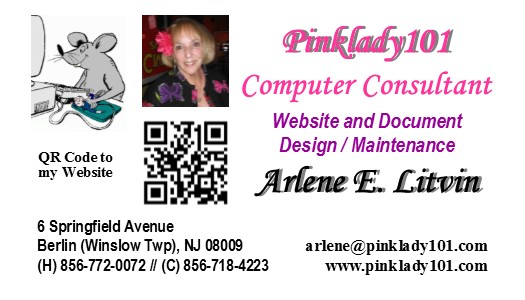 Pinklady101
Computer Consultant
Website and Document
Design / Maintenance
Arlene E. Litvin
QR Code to
my Website
6 Springfield Avenue
Berlin (Winslow Twp), NJ 08009
(H) 856-772-0072 // (C) 856-718-4223
arlene@pinklady101.com
www.pinklady101.com